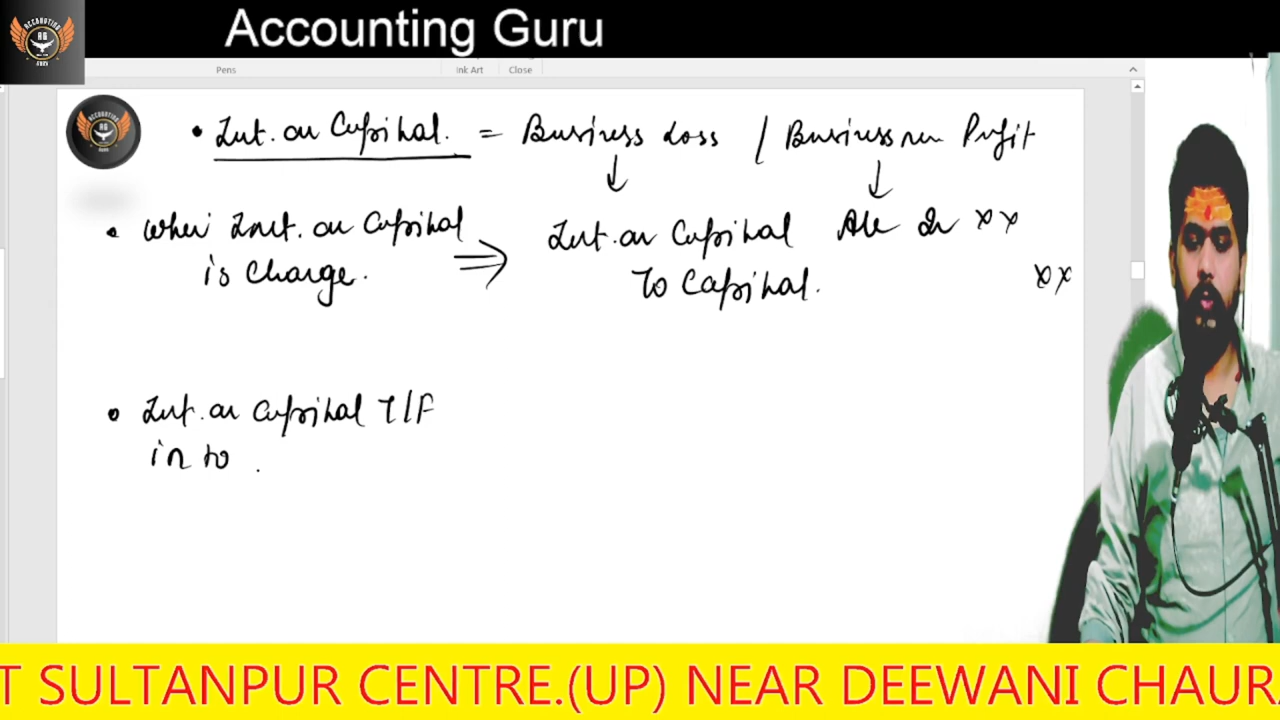 Accounting Guru
Pens
Ink Art
Close
• Int. on Capital. = Business Loss / Business Profit
• when Int. on Capital
is Charge.
⇒ Int. on Capital A/c Dr xx
To Capital. xx
• Int. on Capital T/F
in to .
T SULTANPUR CENTRE.(UP) NEAR DEEWANI CHAUR